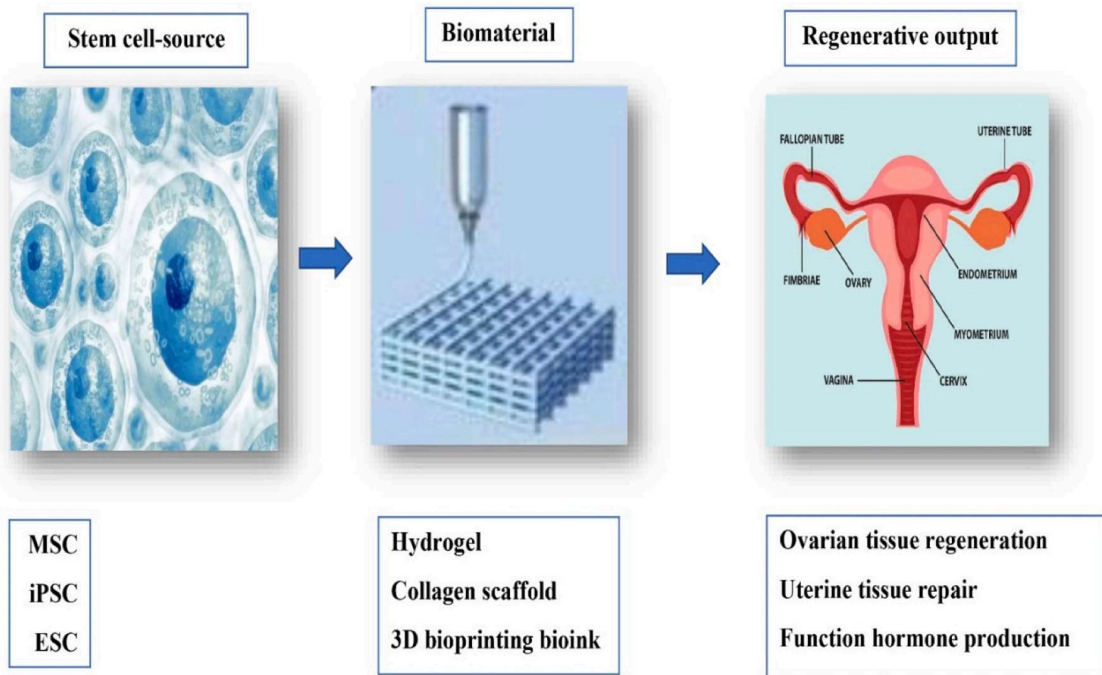 Stem cell-source
Biomaterial
Regenerative output
FALLOPIAN TUBE
UTERINE TUBE
FIMBRIAE
OVARY
ENDOMETRIUM
MYOMETRIUM
VAGINA
CERVIX
MSC
iPSC
ESC
Hydrogel
Collagen scaffold
3D bioprinting bioink
Ovarian tissue regeneration
Uterine tissue repair
Function hormone production